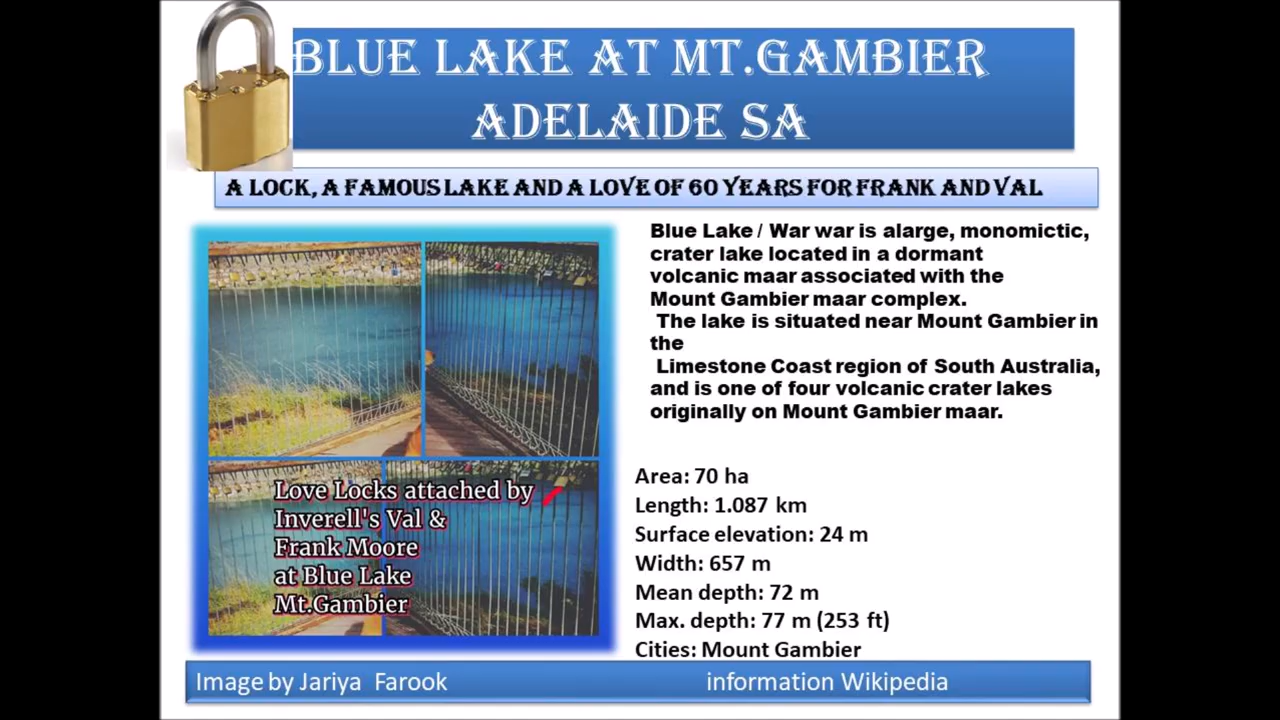 BLUE LAKE AT MT.GAMBIER
ADELAIDE SA
A LOCK, A FAMOUS LAKE AND A LOVE OF 60 YEARS FOR FRANK AND VAL
Love Locks attached by
Inverell's Val &
Frank Moore
at Blue Lake
Mt.Gambier
Blue Lake / War war is alarge, monomictic,
crater lake located in a dormant
volcanic maar associated with the
Mount Gambier maar complex.
The lake is situated near Mount Gambier in
the
Limestone Coast region of South Australia,
and is one of four volcanic crater lakes
originally on Mount Gambier maar.
Area: 70 ha
Length: 1.087 km
Surface elevation: 24 m
Width: 657 m
Mean depth: 72 m
Max. depth: 77 m (253 ft)
Cities: Mount Gambier
Image by Jariya Farook information Wikipedia